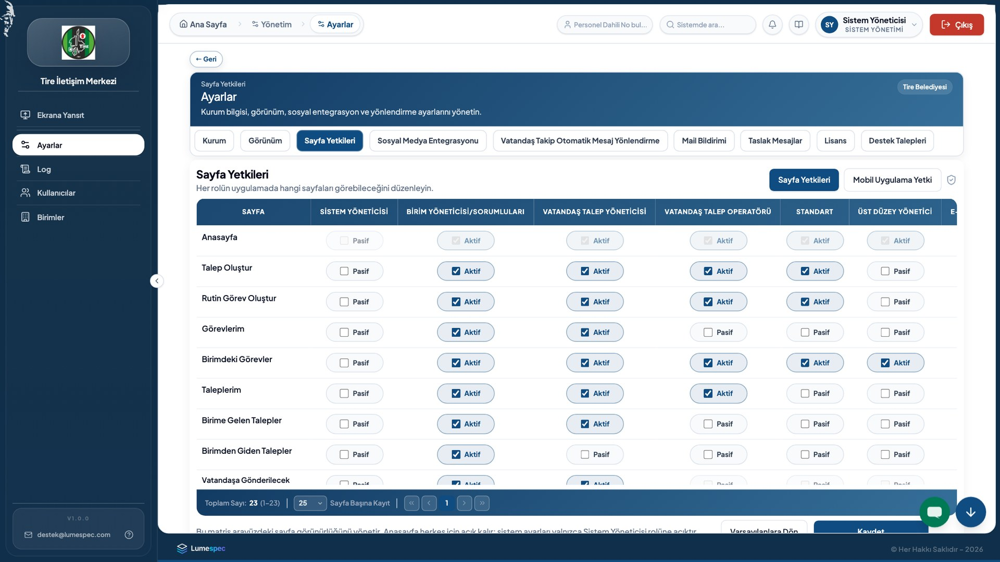 Ana Sayfa
Yönetim
Ayarlar
Personel Dahili No bul...
Sistemde ara...
SY
Sistem Yöneticisi
SİSTEM YÖNETİMİ
Çıkış
TİRE
Tire İletişim Merkezi
Ekrana Yansıt
Ayarlar
Log
Kullanıcılar
Birimler
V1.0.0
destek@lumespec.com
← Geri
Sayfa Yetkileri
Ayarlar
Kurum bilgisi, görünüm, sosyal entegrasyon ve yönlendirme ayarlarını yönetin.
Tire Belediyesi
Kurum Görünüm Sayfa Yetkileri Sosyal Medya Entegrasyonu Vatandaş Takip Otomatik Mesaj Yönlendirme Mail Bildirimi Taslak Mesajlar Lisans Destek Talepleri
Sayfa Yetkileri
Her rolün uygulamada hangi sayfaları görebileceğini düzenleyin.
Sayfa Yetkileri Mobil Uygulama Yetki
SAYFA SİSTEM YÖNETİCİSİ BİRİM YÖNETİCİSİ/SORUMLULARI VATANDAŞ TALEP YÖNETİCİSİ VATANDAŞ TALEP OPERATÖRÜ STANDART ÜST DÜZEY YÖNETİCİ E-
Anasayfa Pasif Aktif Aktif Aktif Aktif Aktif
Talep Oluştur Pasif Aktif Aktif Aktif Aktif Pasif
Rutin Görev Oluştur Pasif Aktif Aktif Aktif Aktif Pasif
Görevlerim Pasif Aktif Aktif Pasif Pasif Pasif
Birimdeki Görevler Pasif Aktif Aktif Aktif Aktif Aktif
Taleplerim Pasif Aktif Aktif Aktif Pasif Pasif
Birime Gelen Talepler Pasif Aktif Aktif Pasif Pasif Pasif
Birimden Giden Talepler Pasif Aktif Pasif Pasif Pasif Pasif
Vatandaşa Gönderilecek Pasif Aktif Aktif Pasif Pasif Pasif
Toplam Sayı: 23 (1–23) 25 Sayfa Başına Kayıt « ‹ 1 › »
Bu matris arayüzdeki sayfa görünürlüğünü yönetir. Anasayfa herkes için açık kalır; sistem ayarları yalnızca Sistem Yöneticisi rolüne açıktır.
Varsayılanlara Dön
Kaydet
Lumespec
© Her Hakkı Saklıdır – 2026